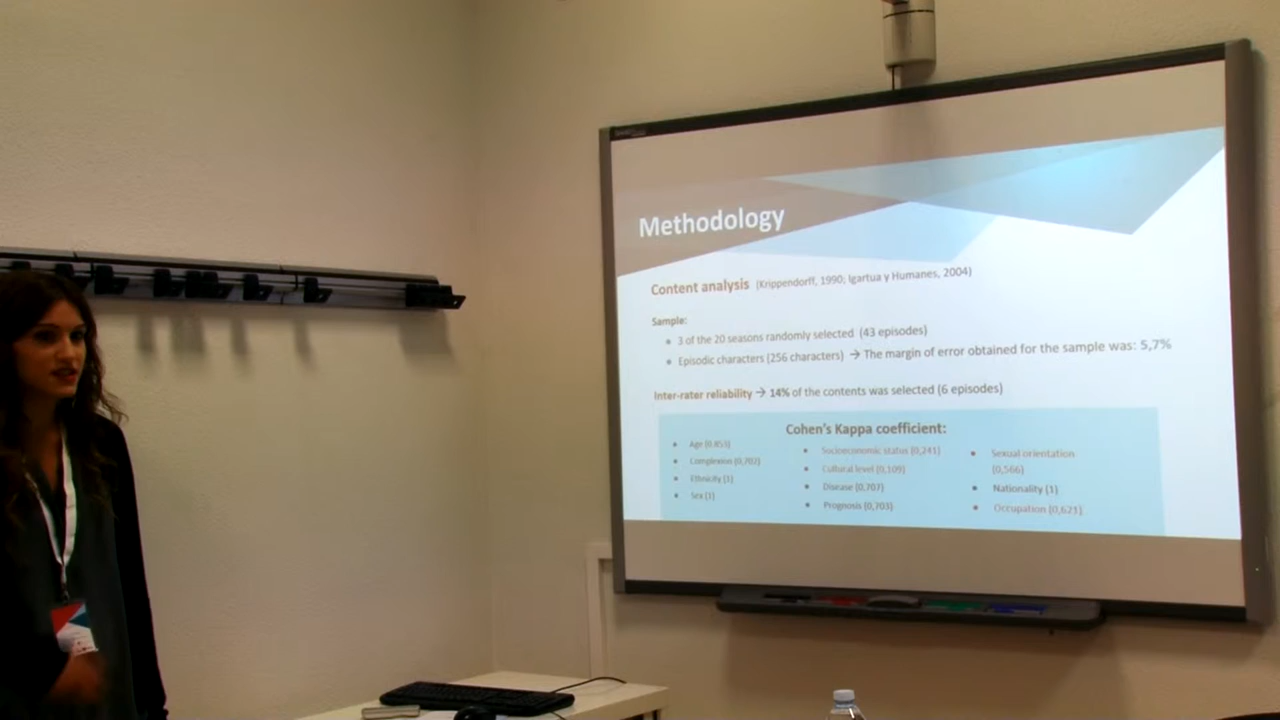 Methodology
Content analysis (Krippendorff, 1990; Igartua y Humanes, 2004)
Sample:
• 3 of the 20 seasons randomly selected (43 episodes)
• Episodic characters (256 characters) → The margin of error obtained for the sample was: 5,7%
Inter-rater reliability → 14% of the contents was selected (6 episodes)
Cohen's Kappa coefficient:
• Age (0,453)
• Complexion (0,702)
• Ethnicity (1)
• Sex (1)
• Socioeconomic status (0,241)
• Cultural level (0,109)
• Disease (0,707)
• Prognosis (0,703)
• Sexual orientation
(0,566)
• Nationality (1)
• Occupation (0,621)